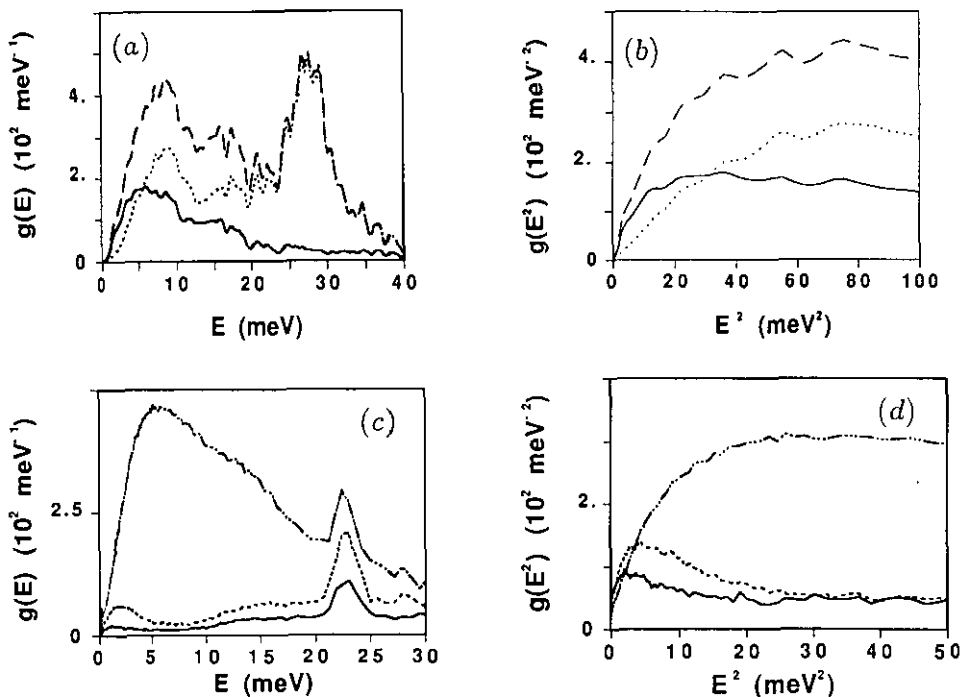 (a)
g(E) (10² meV⁻¹)
4.
2.
0
0 10 20 30 40
E (meV)
(b)
g(E²) (10² meV⁻²)
4.
2.
0
0 20 40 60 80 100
E² (meV²)
(c)
g(E) (10² meV⁻¹)
2.5
0
0 5 10 15 20 25 30
E (meV)
(d)
g(E²) (10² meV⁻²)
2.
0
0 10 20 30 40 50
E² (meV²)